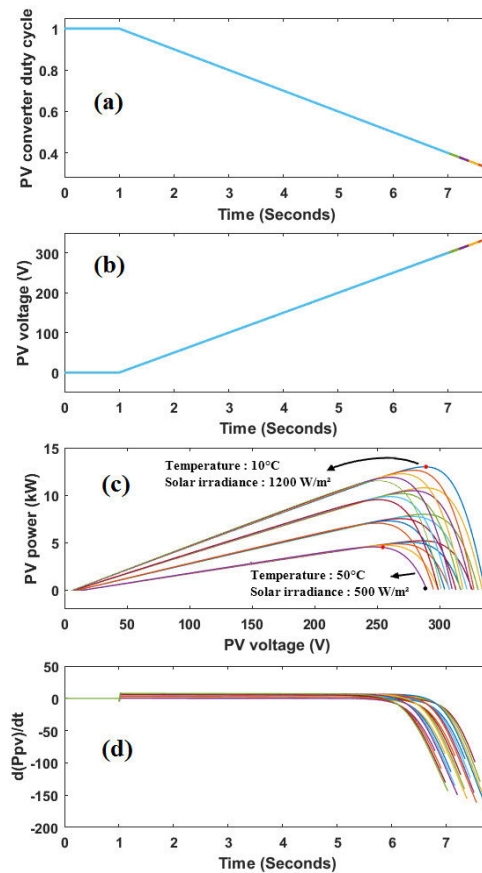 PV converter duty cycle
1
0.8
0.6
0.4
(a)
0 1 2 3 4 5 6 7
Time (Seconds)
PV voltage (V)
300
200
100
0
(b)
0 1 2 3 4 5 6 7
Time (Seconds)
PV power (kW)
15
10
5
0
Temperature : 10°C
Solar irradiance : 1200 W/m²
(c)
Temperature : 50°C
Solar irradiance : 500 W/m²
0 50 100 150 200 250 300
PV voltage (V)
d(Ppv)/dt
50
0
-50
-100
-150
-200
(d)
0 1 2 3 4 5 6 7
Time (Seconds)